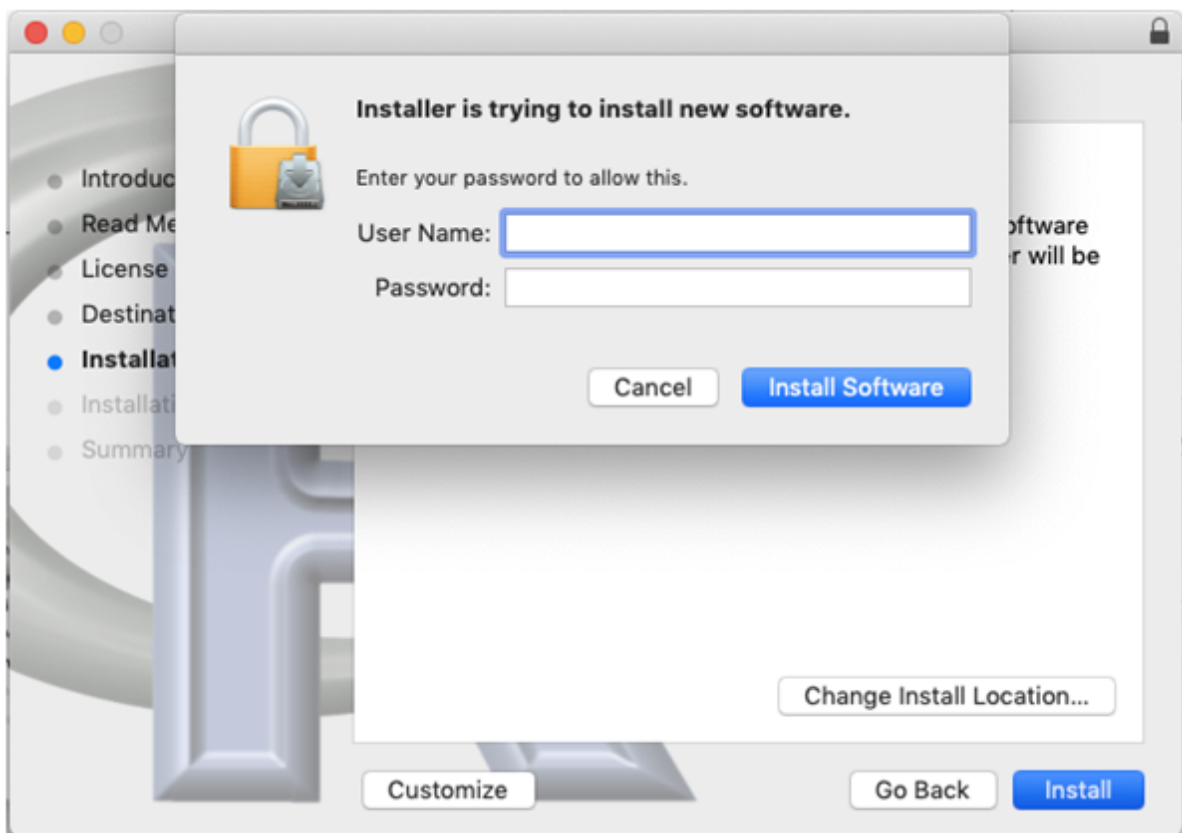 Installer is trying to install new software.
Enter your password to allow this.
User Name:
Password:
Cancel Install Software
Introduc
Read Me
License
Destinat
Installat
Installati
Summary
oftware
r will be
Change Install Location...
Customize Go Back Install